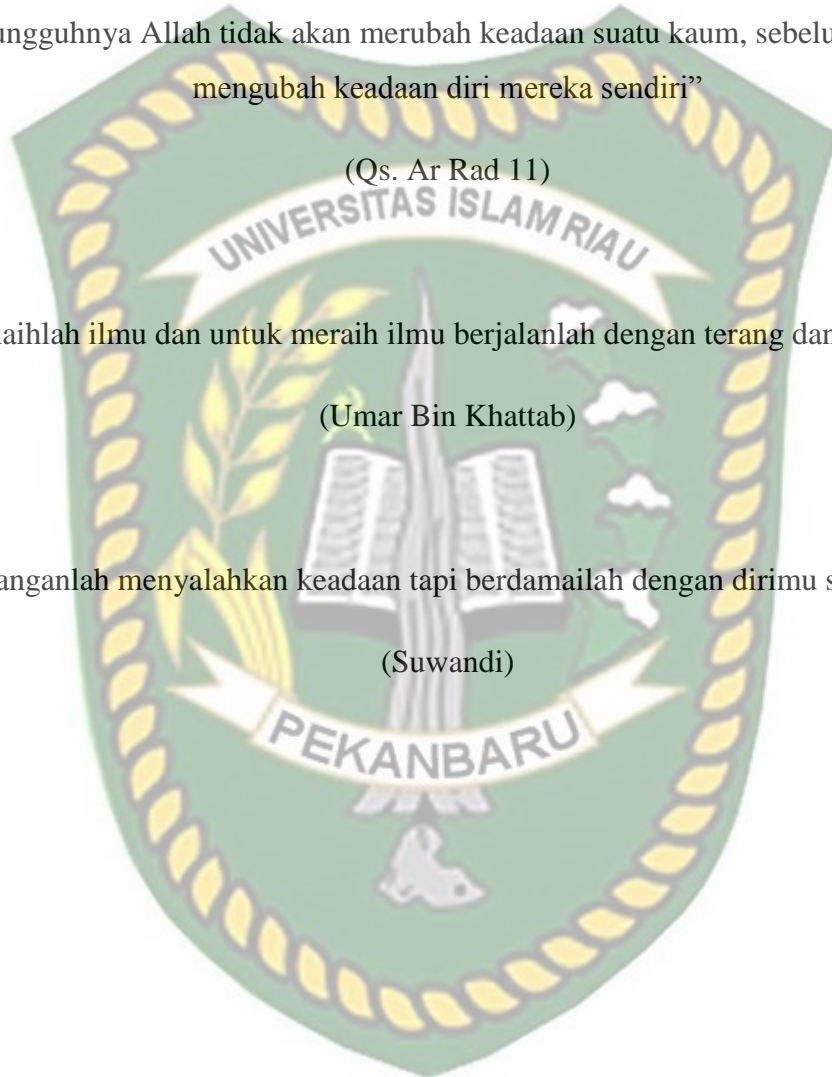 ungguhnya Allah tidak akan merubah keadaan suatu kaum, sebelu
mengubah keadaan diri mereka sendiri”
(Qs. Ar Rad 11)
UNIVERSITAS ISLAM RIAU
aihlah ilmu dan untuk meraih ilmu berjalanlah dengan terang dan
(Umar Bin Khattab)
anganlah menyalahkan keadaan tapi berdamailah dengan dirimu s
(Suwandi)
PEKANBARU